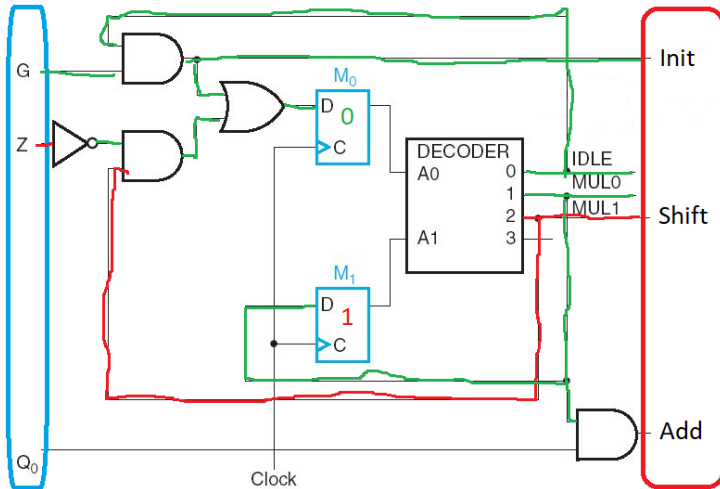 G
Z
Q0
Init
Shift
Add
M0
D
0
C
DECODER
A0
A1
0
1
2
3
IDLE
MUL0
MUL1
M1
D
1
C
Clock